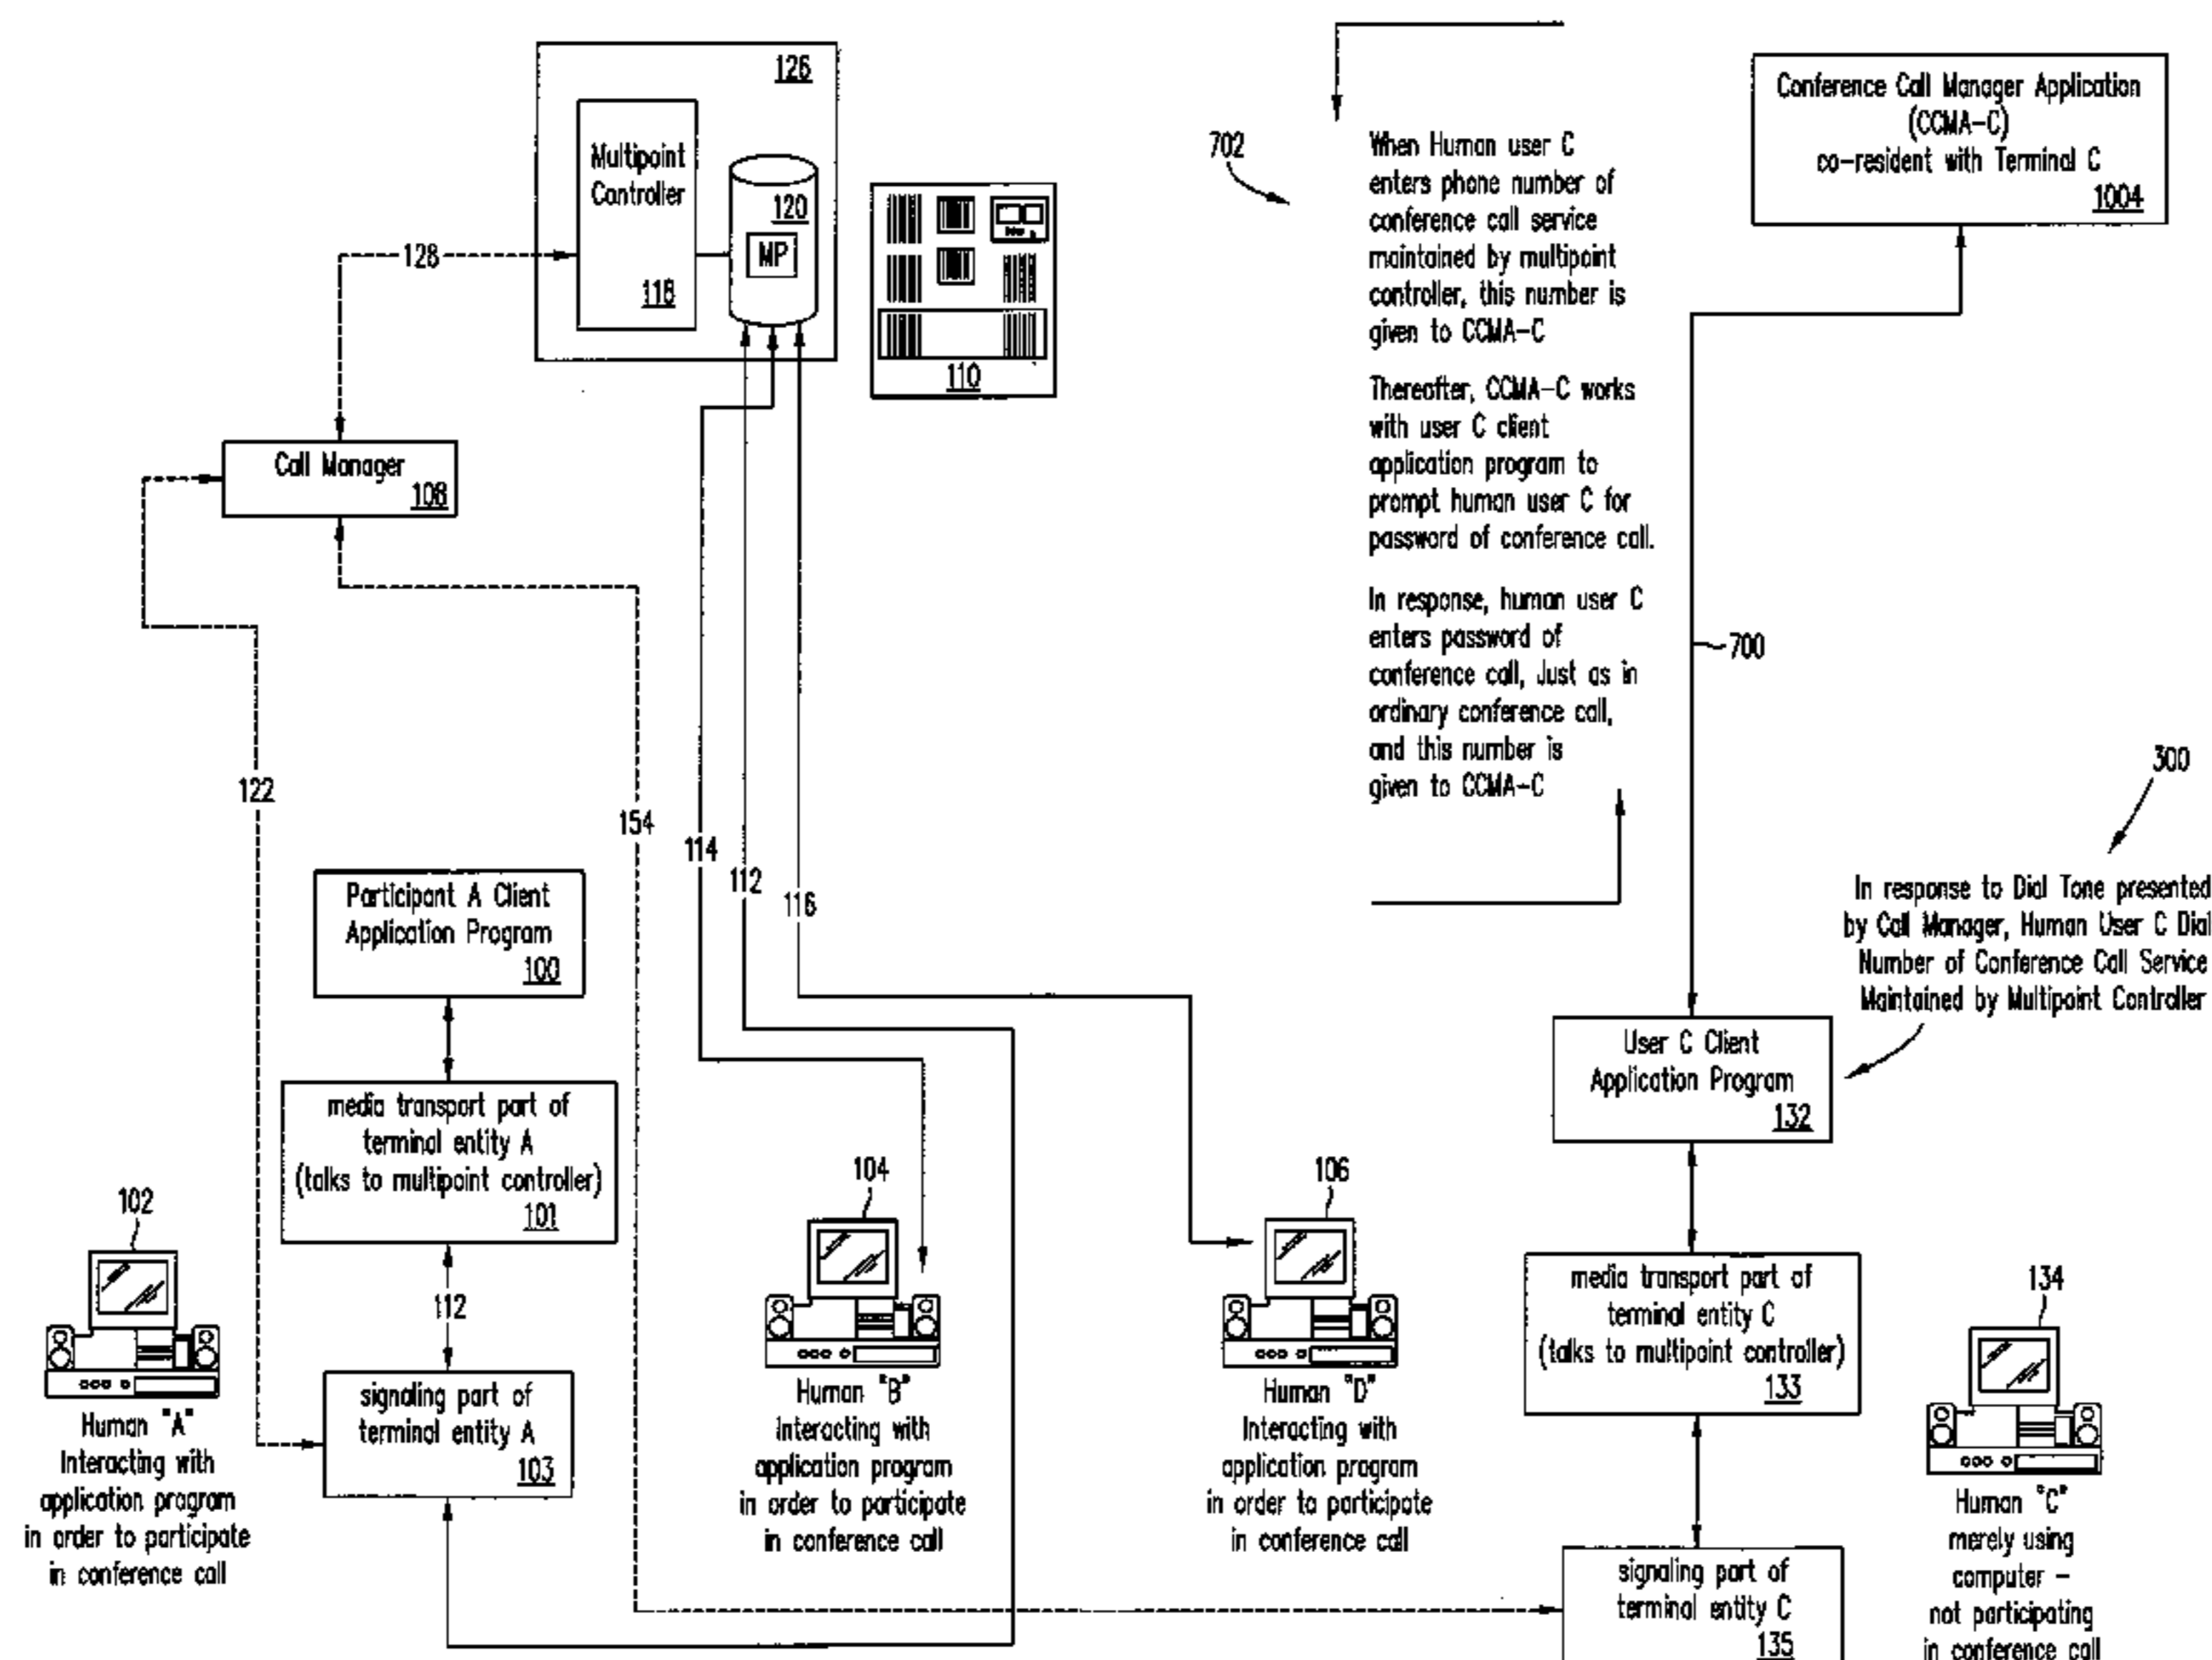 126
Multipoint
Controller
118
120
MP
110
128
Call Manager
108
122
154
114
112
116
Participant A Client
Application Program
100
media transport part of
terminal entity A
(talks to multipoint controller)
101
112
signaling part of
terminal entity A
103
102
Human "A"
Interacting with
application program
in order to participate
in conference call
104
Human "B"
Interacting with
application program
in order to participate
in conference call
106
Human "D"
Interacting with
application program
in order to participate
in conference call
702
When Human user C
enters phone number of
conference call service
maintained by multipoint
controller, this number is
given to CCMA-C
Thereafter, CCMA-C works
with user C client
application program to
prompt human user C for
password of conference call.
In response, human user C
enters password of
conference call, Just as in
ordinary conference call,
and this number is
given to CCMA-C
Conference Call Manager Application
(CCMA-C)
co-resident with Terminal C
1004
700
300
In response to Dial Tone presented
by Call Manager, Human User C Dial
Number of Conference Call Service
Maintained by Multipoint Controller
User C Client
Application Program
132
media transport part of
terminal entity C
(talks to multipoint controller)
133
signaling part of
terminal entity C
135
134
Human "C"
merely using
computer -
not participating
in conference call